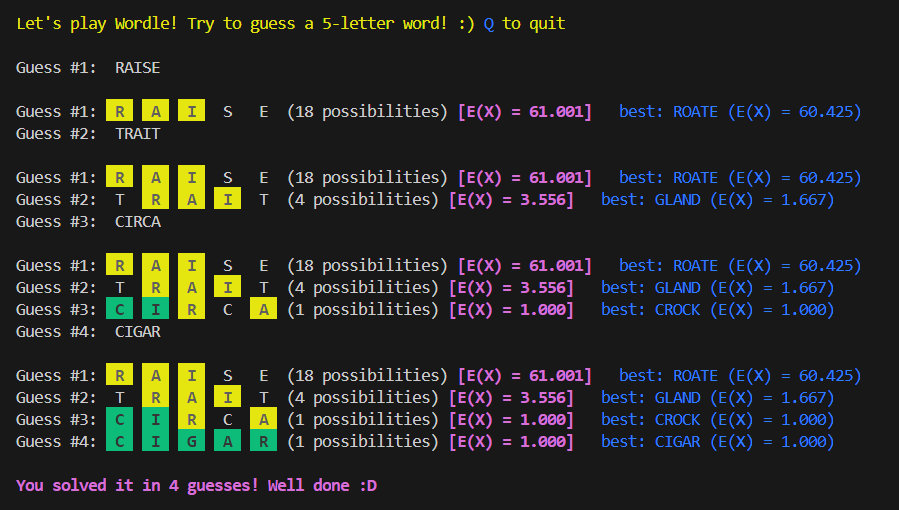 Let's play Wordle! Try to guess a 5-letter word! :) Q to quit
Guess #1: RAISE
Guess #1: R A I S E (18 possibilities) [E(X) = 61.001] best: ROATE (E(X) = 60.425)
Guess #2: TRAIT
Guess #1: R A I S E (18 possibilities) [E(X) = 61.001] best: ROATE (E(X) = 60.425)
Guess #2: T R A I T (4 possibilities) [E(X) = 3.556] best: GLAND (E(X) = 1.667)
Guess #3: CIRCA
Guess #1: R A I S E (18 possibilities) [E(X) = 61.001] best: ROATE (E(X) = 60.425)
Guess #2: T R A I T (4 possibilities) [E(X) = 3.556] best: GLAND (E(X) = 1.667)
Guess #3: C I R C A (1 possibilities) [E(X) = 1.000] best: CROCK (E(X) = 1.000)
Guess #4: CIGAR
Guess #1: R A I S E (18 possibilities) [E(X) = 61.001] best: ROATE (E(X) = 60.425)
Guess #2: T R A I T (4 possibilities) [E(X) = 3.556] best: GLAND (E(X) = 1.667)
Guess #3: C I R C A (1 possibilities) [E(X) = 1.000] best: CROCK (E(X) = 1.000)
Guess #4: C I G A R (1 possibilities) [E(X) = 1.000] best: CIGAR (E(X) = 1.000)
You solved it in 4 guesses! Well done :D